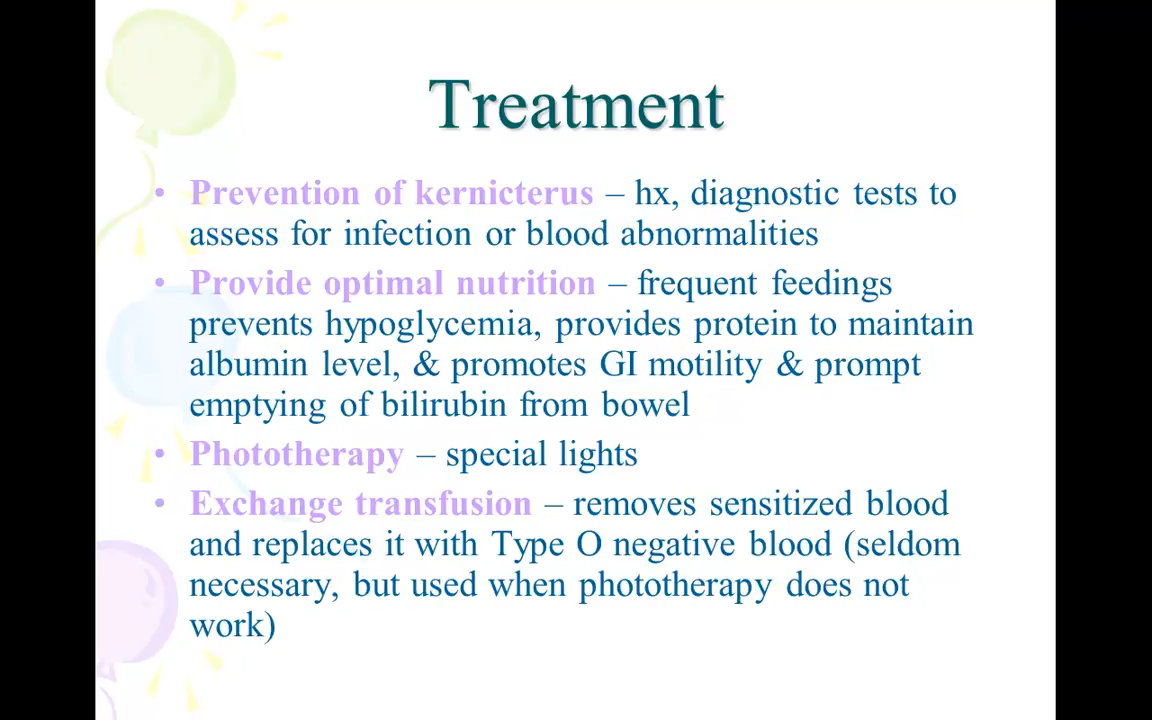 Treatment
• Prevention of kernicterus – hx, diagnostic tests to
assess for infection or blood abnormalities
• Provide optimal nutrition – frequent feedings
prevents hypoglycemia, provides protein to maintain
albumin level, & promotes GI motility & prompt
emptying of bilirubin from bowel
• Phototherapy – special lights
• Exchange transfusion – removes sensitized blood
and replaces it with Type O negative blood (seldom
necessary, but used when phototherapy does not
work)